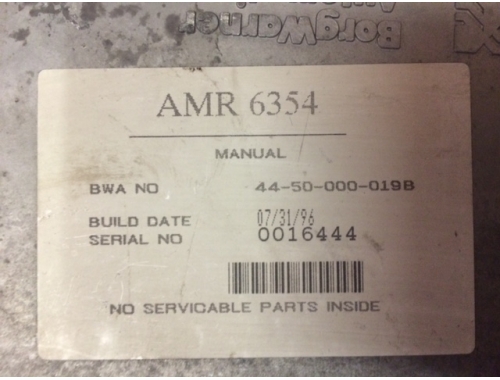 BorgWarner
AMR 6354
MANUAL
BWA NO 44-50-000-019B
BUILD DATE 07/31/96
SERIAL NO 0016444
NO SERVICABLE PARTS INSIDE